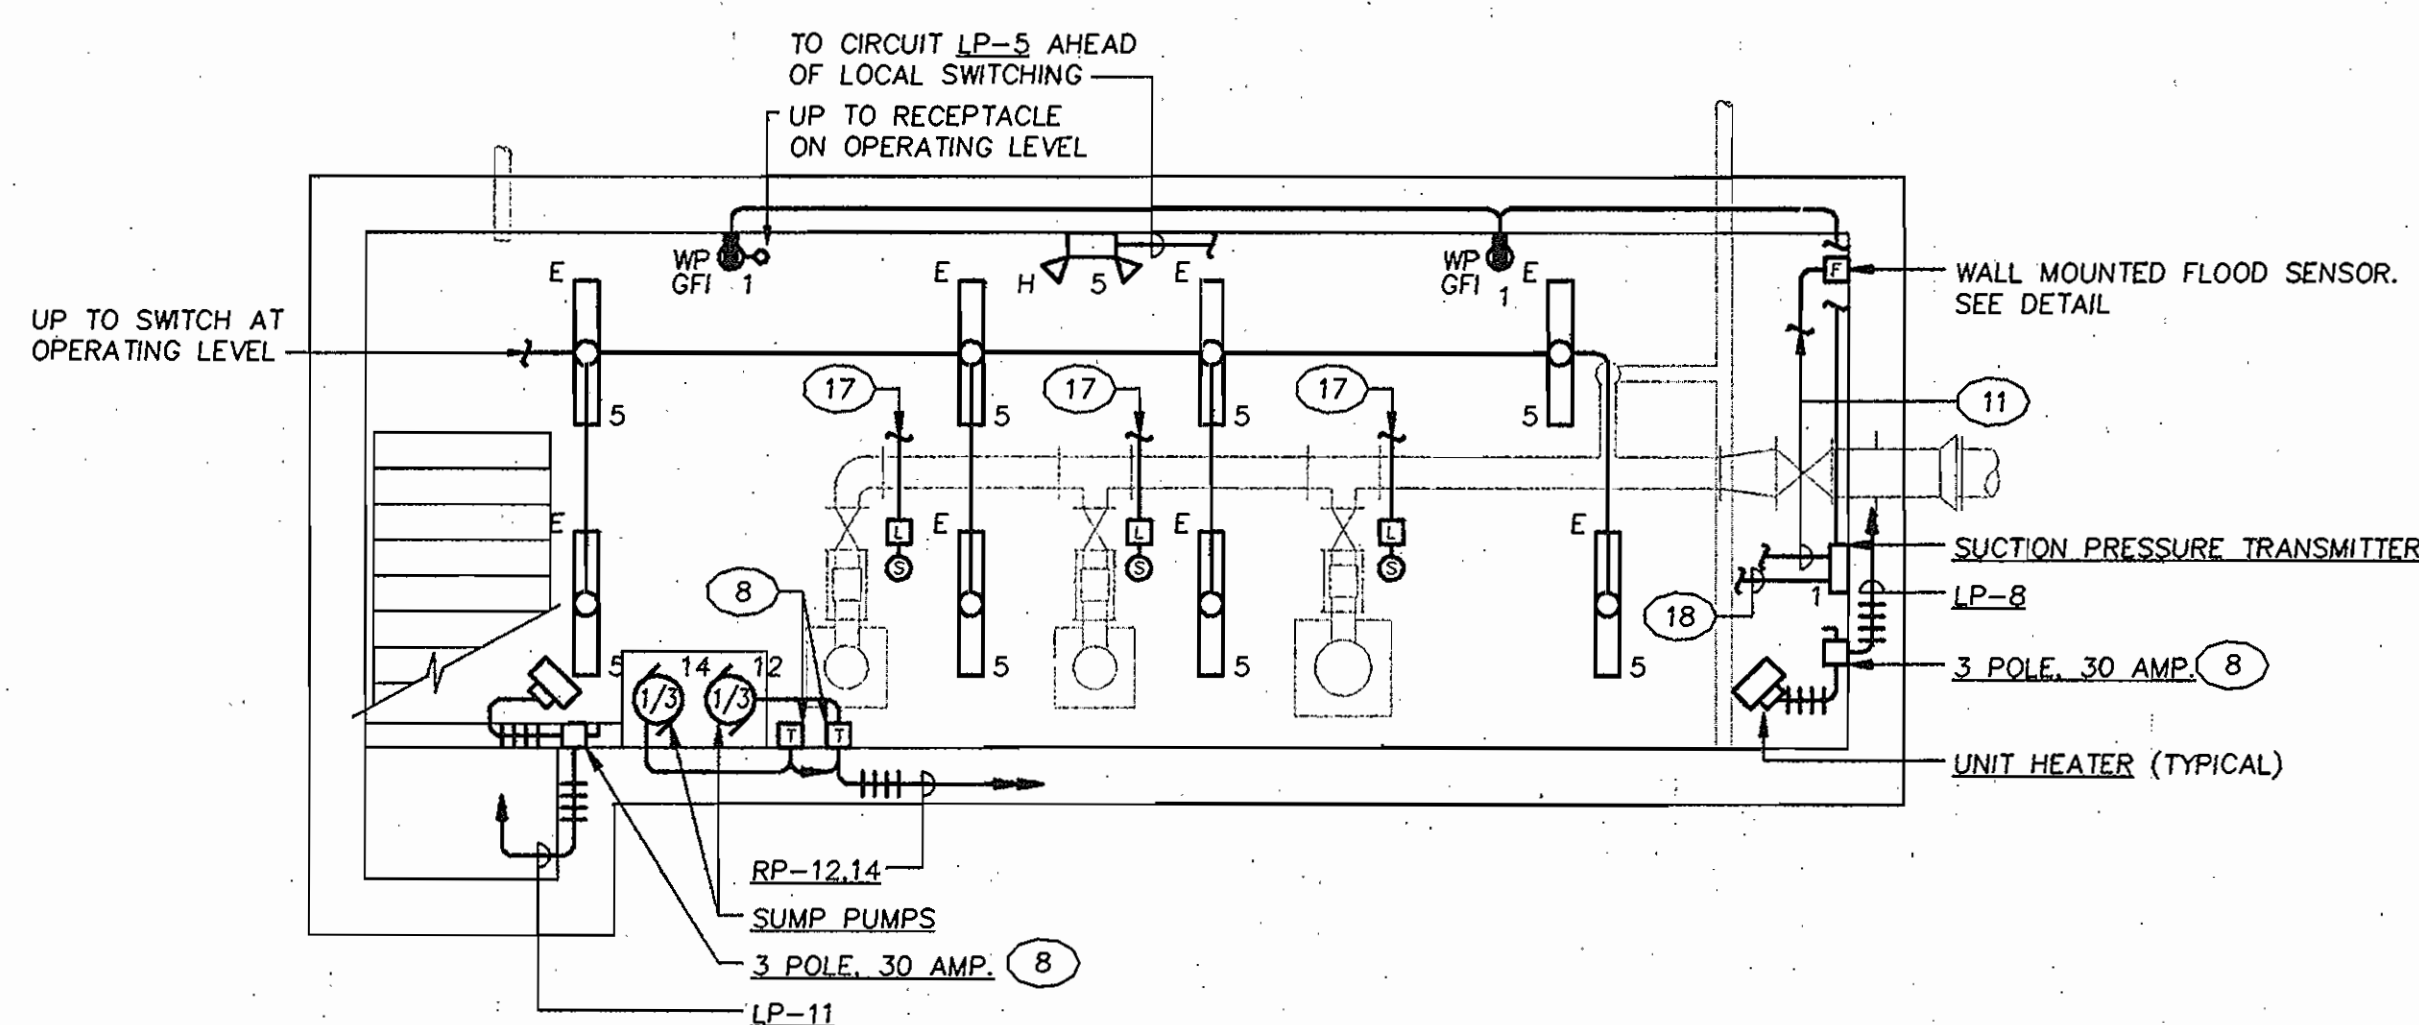 TO CIRCUIT LP-5 AHEAD
OF LOCAL SWITCHING
UP TO RECEPTACLE
ON OPERATING LEVEL
WP
GFI 1
H 5
WP
GFI 1
E
E
E
E
F
WALL MOUNTED FLOOD SENSOR.
SEE DETAIL
UP TO SWITCH AT
OPERATING LEVEL
17
17
17
11
5
5
5
5
E
E
E
E
L
L
L
S
S
S
SUCTION PRESSURE TRANSMITTER
8
18
1
LP-8
5
14
12
5
5
5
3 POLE, 30 AMP. 8
1/3
1/3
T
T
UNIT HEATER (TYPICAL)
RP-12,14
SUMP PUMPS
3 POLE, 30 AMP. 8
LP-11